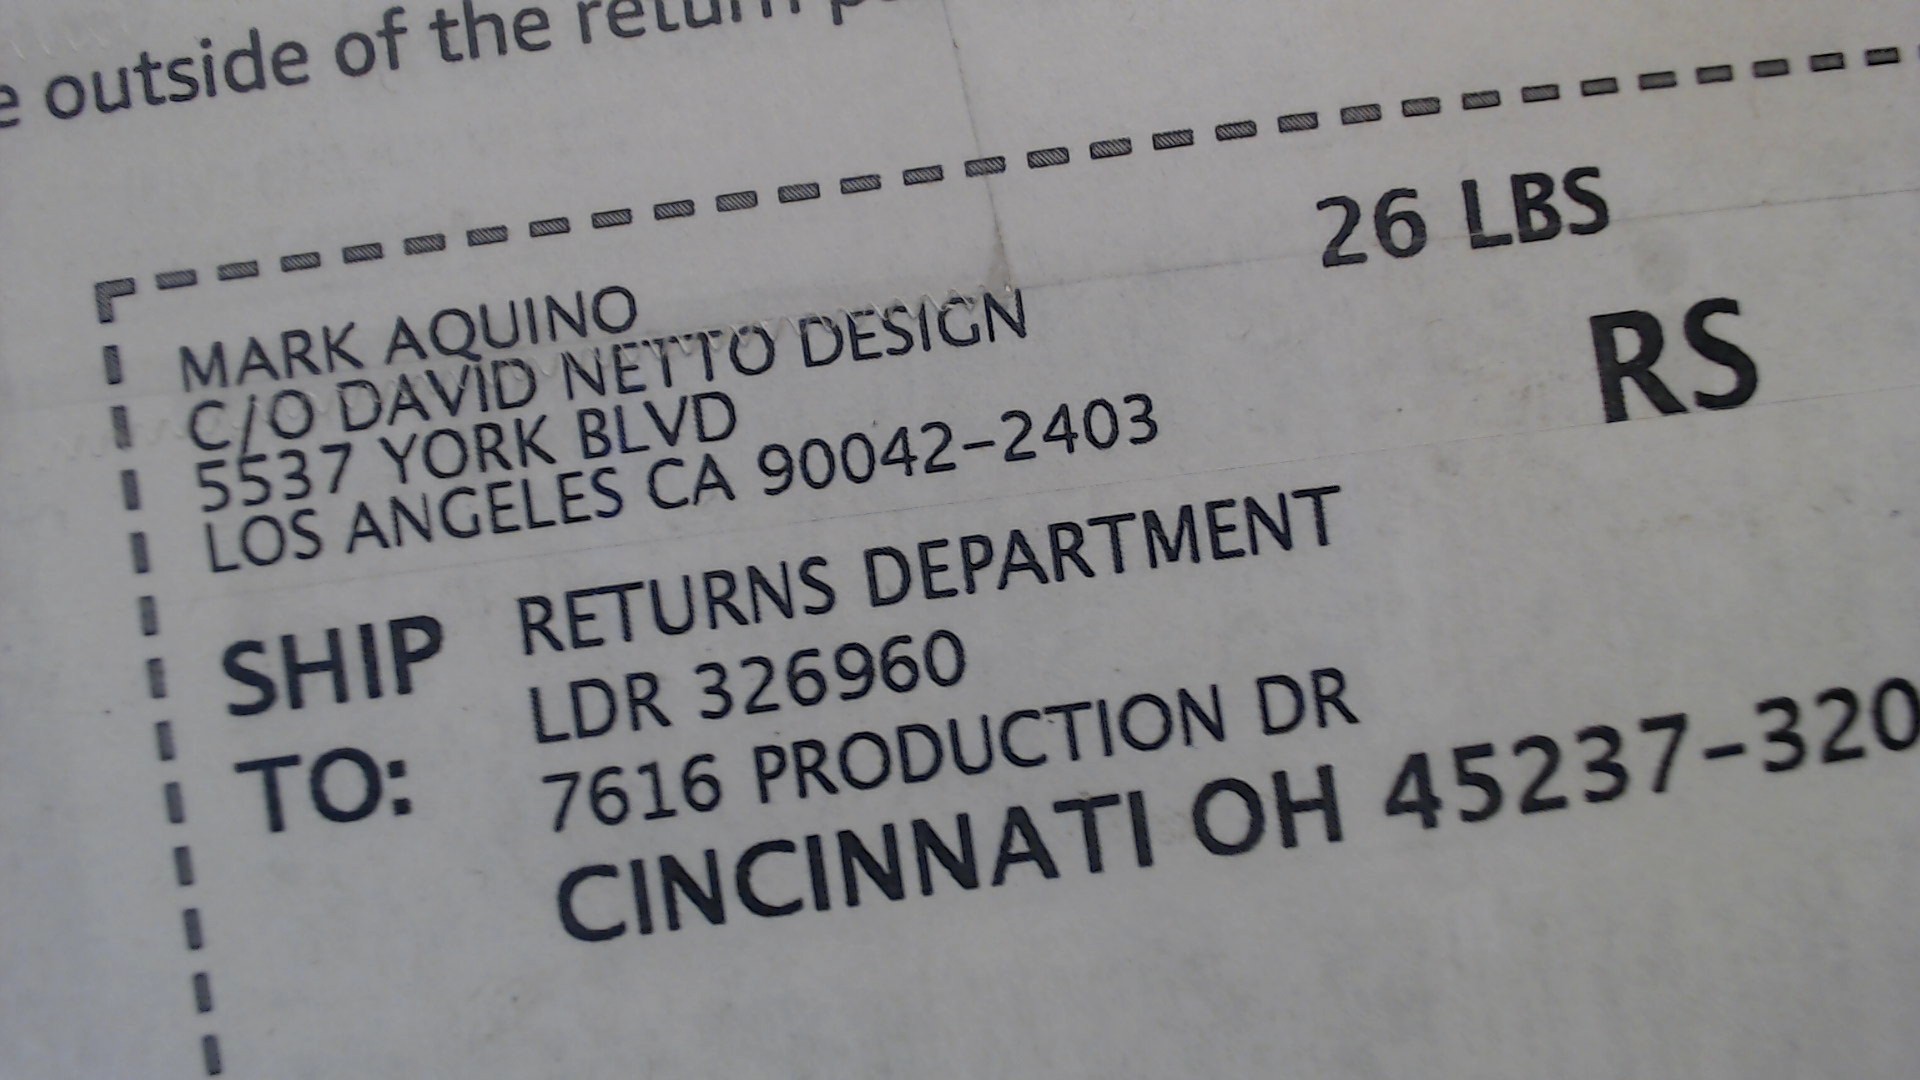 e outside of the return
26 LBS
RS
MARK AQUINO
C/O DAVID NETTO DESIGN
5537 YORK BLVD
LOS ANGELES CA 90042-2403
SHIP TO:
RETURNS DEPARTMENT
LDR 326960
7616 PRODUCTION DR
CINCINNATI OH 45237-320